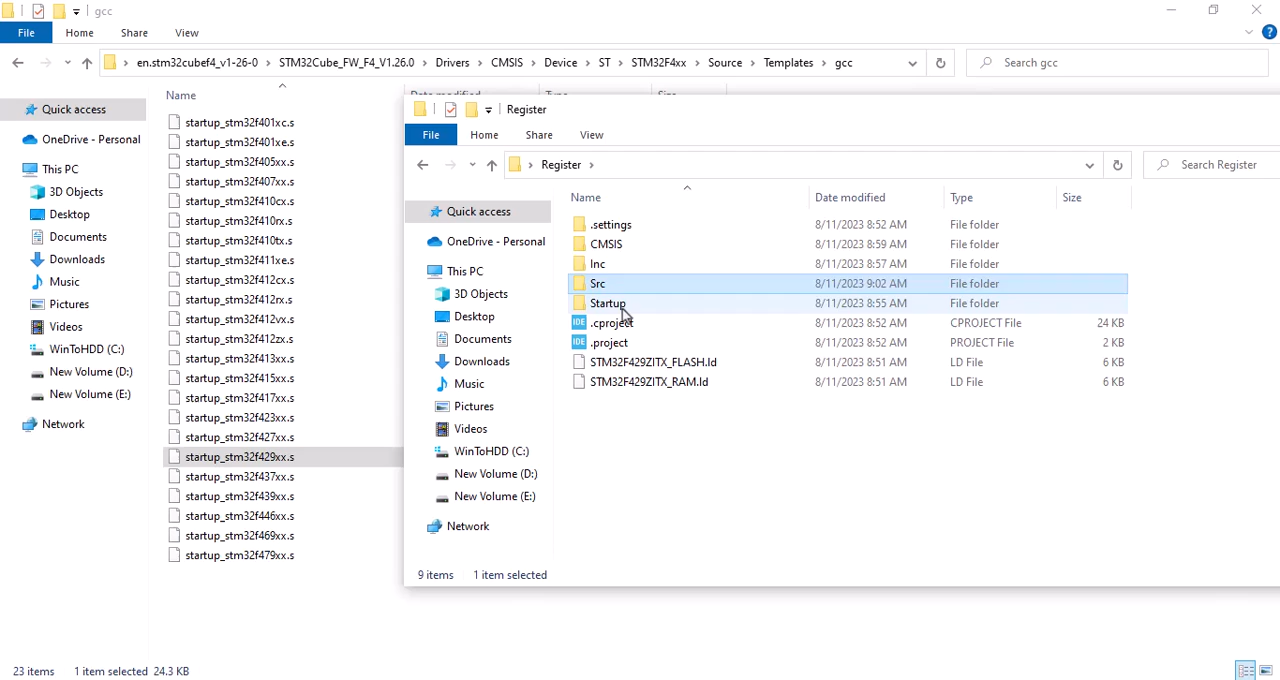 gcc
File Home Share View
en.stm32cubef4_v1-26-0 STM32Cube_FW_F4_V1.26.0 Drivers CMSIS Device ST STM32F4xx Source Templates gcc
Search gcc
Quick access
OneDrive - Personal
This PC
3D Objects
Desktop
Documents
Downloads
Music
Pictures
Videos
WinToHDD (C:)
New Volume (D:)
New Volume (E:)
Network
Name Date modified Type Size
startup_stm32f401xc.s
startup_stm32f401xe.s
startup_stm32f405xx.s
startup_stm32f407xx.s
startup_stm32f410cx.s
startup_stm32f410rx.s
startup_stm32f410tx.s
startup_stm32f411xe.s
startup_stm32f412cx.s
startup_stm32f412rx.s
startup_stm32f412vx.s
startup_stm32f412zx.s
startup_stm32f413xx.s
startup_stm32f415xx.s
startup_stm32f417xx.s
startup_stm32f423xx.s
startup_stm32f427xx.s
startup_stm32f429xx.s
startup_stm32f437xx.s
startup_stm32f439xx.s
startup_stm32f446xx.s
startup_stm32f469xx.s
startup_stm32f479xx.s
Register
File Home Share View
Register
Search Register
Quick access
OneDrive - Personal
This PC
3D Objects
Desktop
Documents
Downloads
Music
Pictures
Videos
WinToHDD (C:)
New Volume (D:)
New Volume (E:)
Network
Name Date modified Type Size
.settings 8/11/2023 8:52 AM File folder
CMSIS 8/11/2023 8:59 AM File folder
Inc 8/11/2023 8:57 AM File folder
Src 8/11/2023 9:02 AM File folder
Startup 8/11/2023 8:55 AM File folder
IDE .cproject 8/11/2023 8:52 AM CPROJECT File 24 KB
IDE .project 8/11/2023 8:52 AM PROJECT File 2 KB
STM32F429ZITX_FLASH.ld 8/11/2023 8:51 AM LD File 6 KB
STM32F429ZITX_RAM.ld 8/11/2023 8:51 AM LD File 6 KB
9 items 1 item selected
23 items 1 item selected 24.3 KB